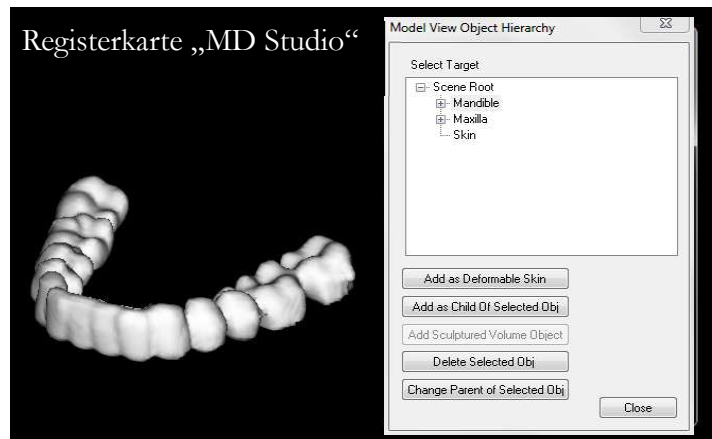 Registerkarte „MD Studio“
Model View Object Hierarchy
Select Target
Scene Root
Mandible
Maxilla
Skin
Add as Deformable Skin
Add as Child Of Selected Obj
Add Sculptured Volume Object
Delete Selected Obj
Change Parent of Selected Obj
Close